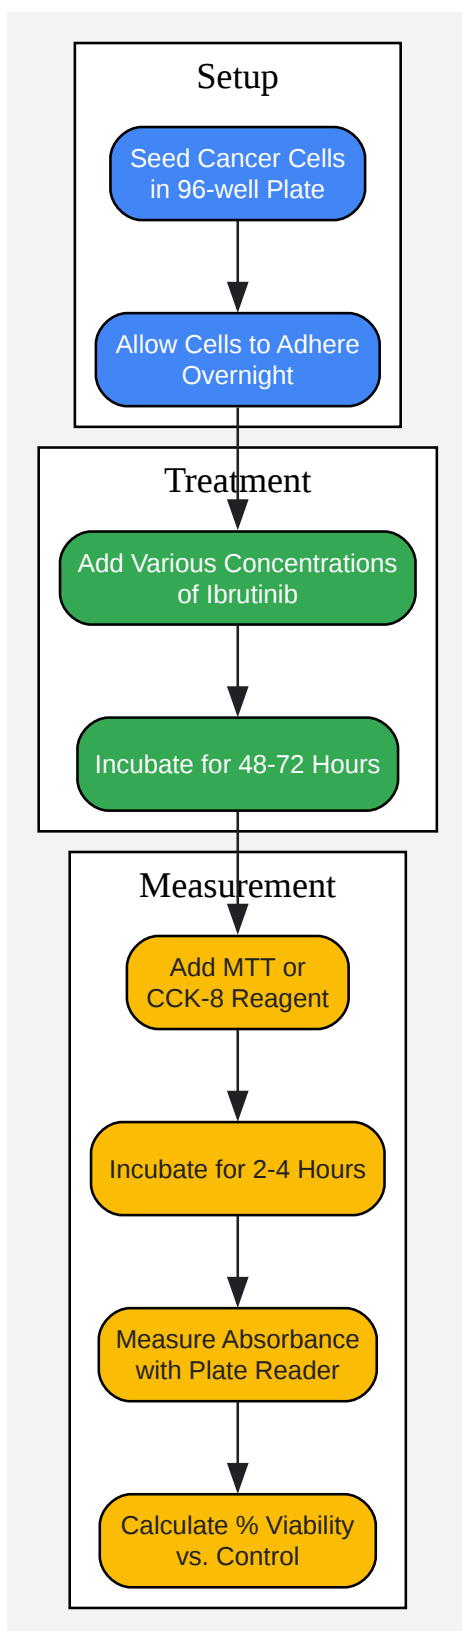 Setup
Seed Cancer Cells
in 96-well Plate
Allow Cells to Adhere
Overnight
Treatment
Add Various Concentrations
of Ibrutinib
Incubate for 48-72 Hours
Measurement
Add MTT or
CCK-8 Reagent
Incubate for 2-4 Hours
Measure Absorbance
with Plate Reader
Calculate % Viability
vs. Control